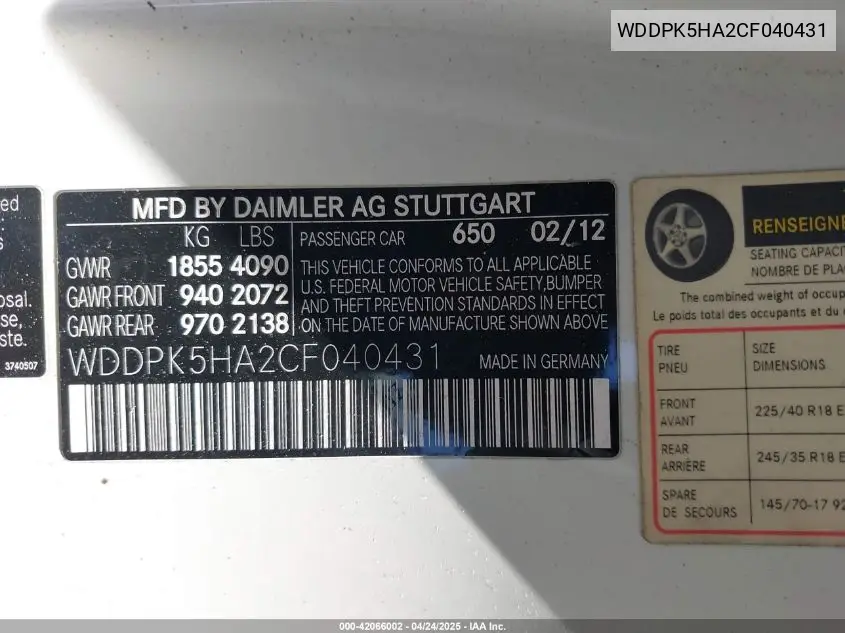 WDDPK5HA2CF040431
MFD BY DAIMLER AG STUTTGART
KG LBS
GVWR 1855 4090
GAWR FRONT 940 2072
GAWR REAR 970 2138
PASSENGER CAR 650 02/12
THIS VEHICLE CONFORMS TO ALL APPLICABLE
U.S. FEDERAL MOTOR VEHICLE SAFETY,BUMPER
AND THEFT PREVENTION STANDARDS IN EFFECT
ON THE DATE OF MANUFACTURE SHOWN ABOVE
WDDPK5HA2CF040431 MADE IN GERMANY
3740507
RENSEIGNE
SEATING CAPACI
NOMBRE DE PLA
The combined weight of occup
Le poids total des occupants et du
TIRE SIZE
PNEU DIMENSIONS
FRONT
AVANT
225/40 R18
REAR
ARRIÈRE
245/35 R18
SPARE
DE SECOURS
145/70-17 92
000-42066002 - 04/24/2025 - IAA Inc.